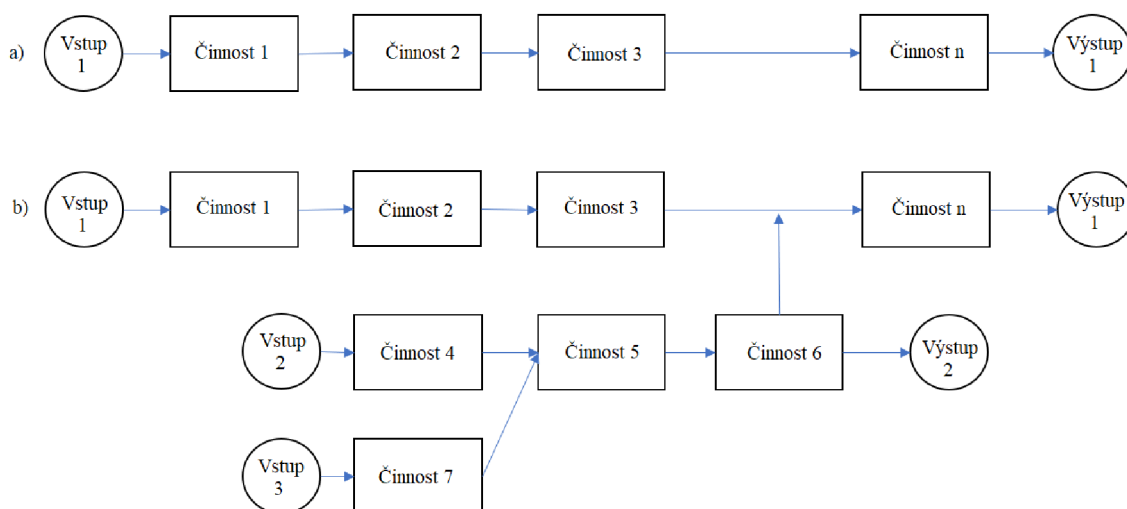 a)
Vstup
1
Činnost 1
Činnost 2
Činnost 3
Činnost n
Výstup
1
b)
Vstup
1
Činnost 1
Činnost 2
Činnost 3
Činnost n
Výstup
1
Vstup
2
Činnost 4
Činnost 5
Činnost 6
Výstup
2
Vstup
3
Činnost 7